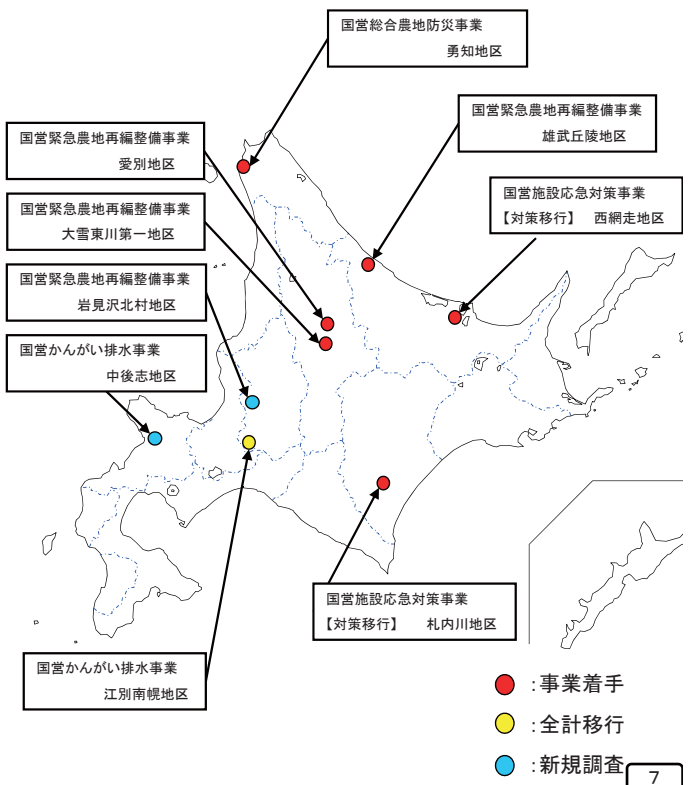 国営総合農地防災事業
勇知地区
国営緊急農地再編整備事業
雄武丘陵地区
国営緊急農地再編整備事業
愛別地区
国営施設応急対策事業
【対策移行】 西網走地区
国営緊急農地再編整備事業
大雪東川第一地区
国営緊急農地再編整備事業
岩見沢北村地区
国営かんがい排水事業
中後志地区
国営施設応急対策事業
【対策移行】 札内川地区
国営かんがい排水事業
江別南幌地区
:事業着手
:全計移行
:新規調査
7